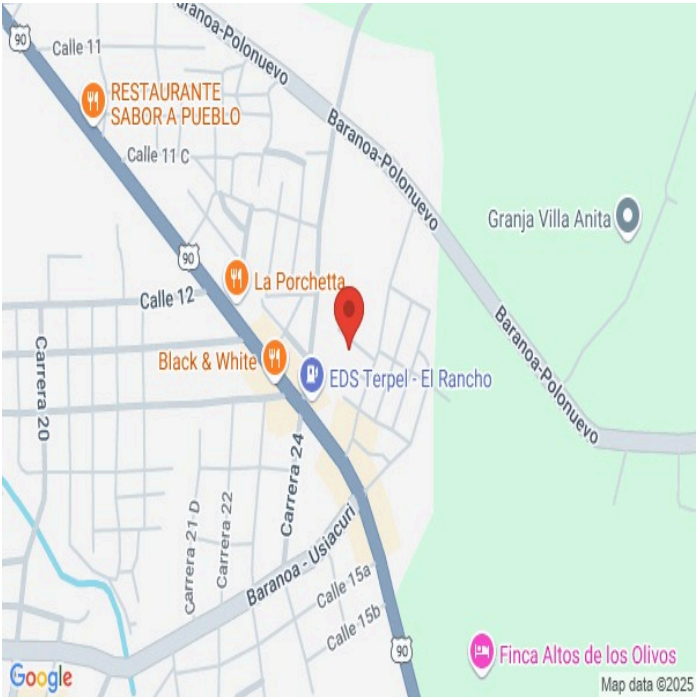 90
Calle 11
RESTAURANTE
SABOR A PUEBLO
Baranoa-Polonuevo
Baranoa-Polonuevo
Calle 11 C
Granja Villa Anita
90
La Porchetta
Calle 12
Baranoa-Polonuevo
Carrera 20
Black & White
EDS Terpel - El Rancho
Carrera 24
Carrera 21 D
Carrera 22
Baranoa - Usiacuri
Calle 15a
Calle 15b
90
Finca Altos de los Olivos
Google
Map data ©2025